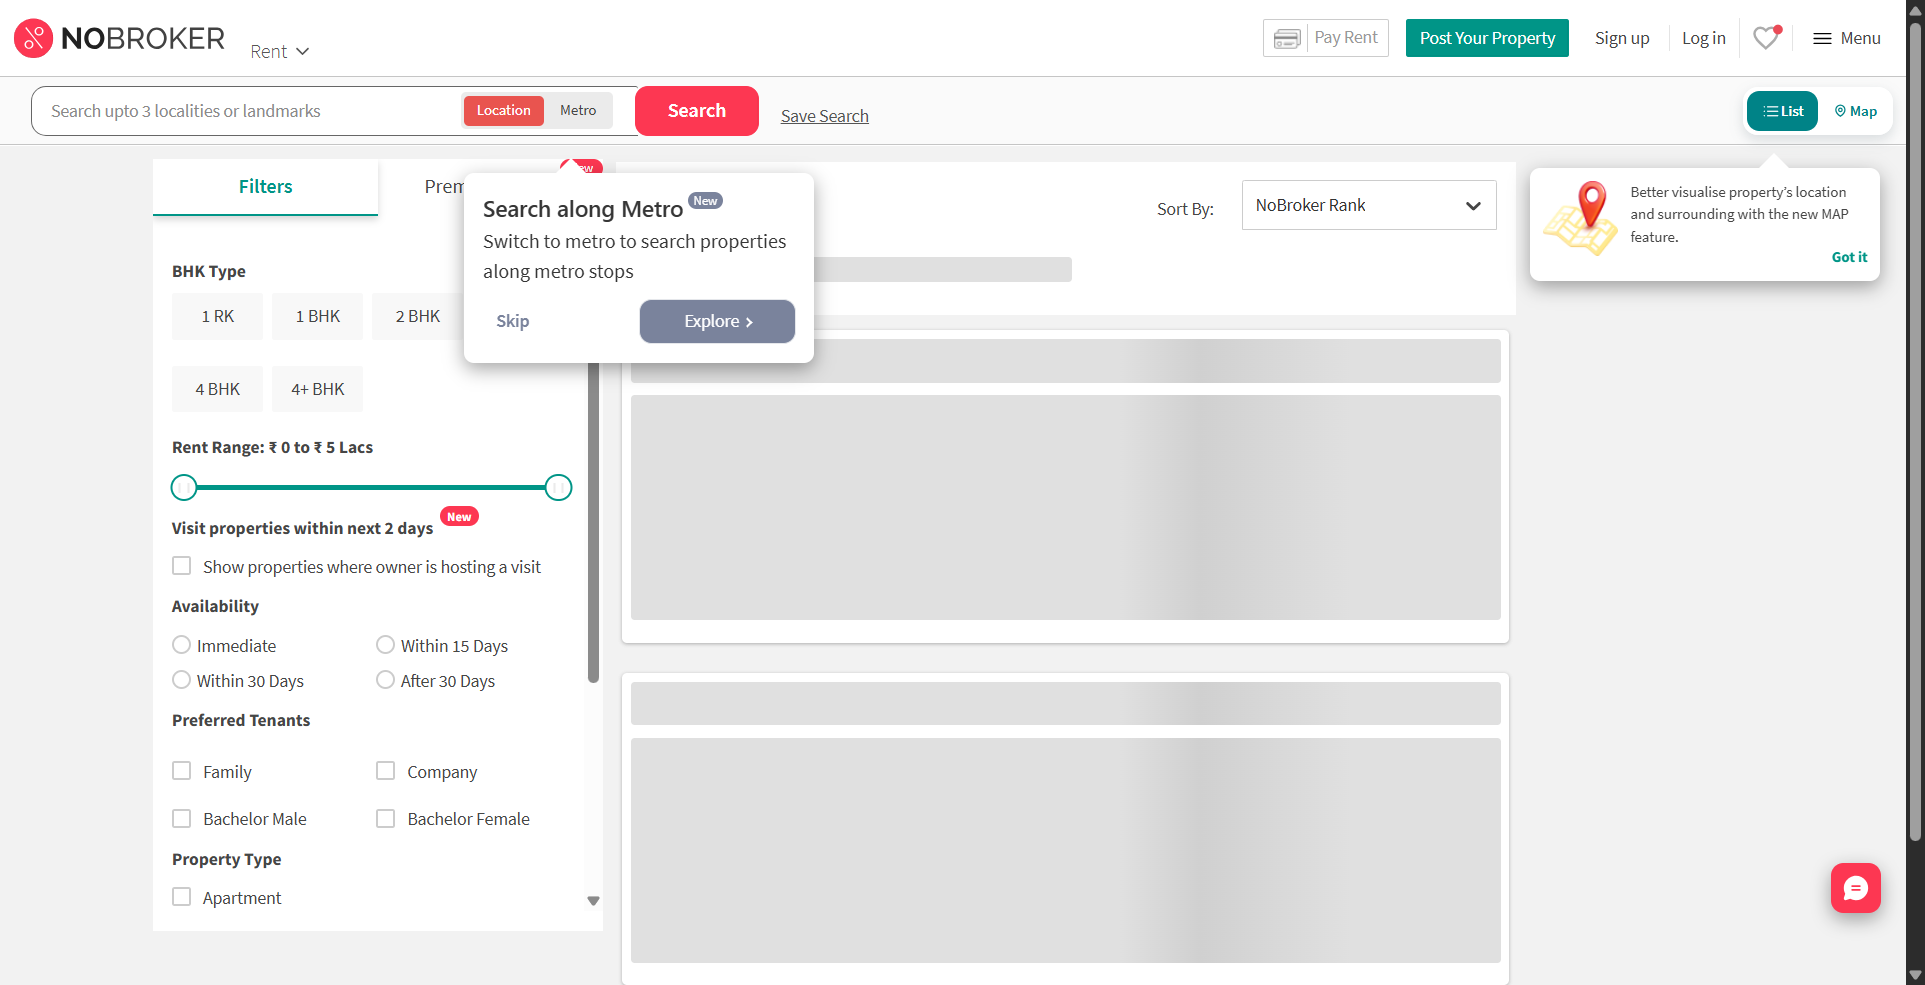 NOBROKER
Rent
Pay Rent
Post Your Property
Sign up
Log in
Menu
Search upto 3 localities or landmarks
Location
Metro
Search
Save Search
List
Map
Filters
Prem
Search along Metro New
Switch to metro to search properties
along metro stops
Skip
Explore
Sort By:
NoBroker Rank
Better visualise property's location
and surrounding with the new MAP
feature.
Got it
BHK Type
1 RK
1 BHK
2 BHK
4 BHK
4+ BHK
Rent Range: ₹ 0 to ₹ 5 Lacs
Visit properties within next 2 days New
Show properties where owner is hosting a visit
Availability
Immediate
Within 15 Days
Within 30 Days
After 30 Days
Preferred Tenants
Family
Company
Bachelor Male
Bachelor Female
Property Type
Apartment